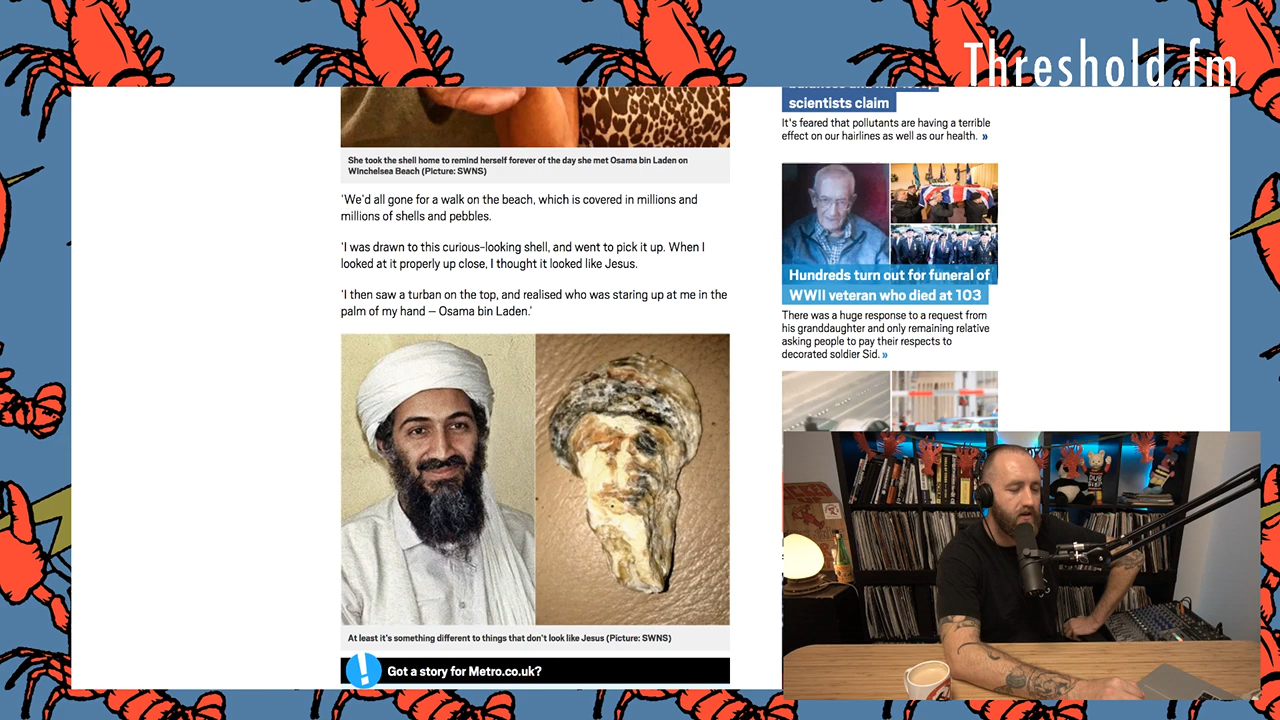 Threshold.fm
She took the shell home to remind herself forever of the day she met Osama bin Laden on
Winchelsea Beach (Picture: SWNS)
‘We’d all gone for a walk on the beach, which is covered in millions and
millions of shells and pebbles.
‘I was drawn to this curious-looking shell, and went to pick it up. When I
looked at it properly up close, I thought it looked like Jesus.
‘I then saw a turban on the top, and realised who was staring up at me in the
palm of my hand – Osama bin Laden.’
At least it's something different to things that don't look like Jesus (Picture: SWNS)
Got a story for Metro.co.uk?
scientists claim
It's feared that pollutants are having a terrible
effect on our hairlines as well as our health. »
Hundreds turn out for funeral of
WWII veteran who died at 103
There was a huge response to a request from
his granddaughter and only remaining relative
asking people to pay their respects to
decorated soldier Sid. »